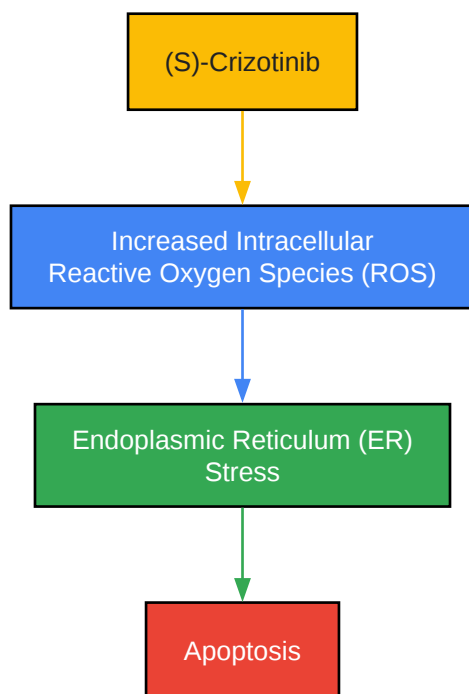 (S)-Crizotinib
Increased Intracellular
Reactive Oxygen Species (ROS)
Endoplasmic Reticulum (ER)
Stress
Apoptosis